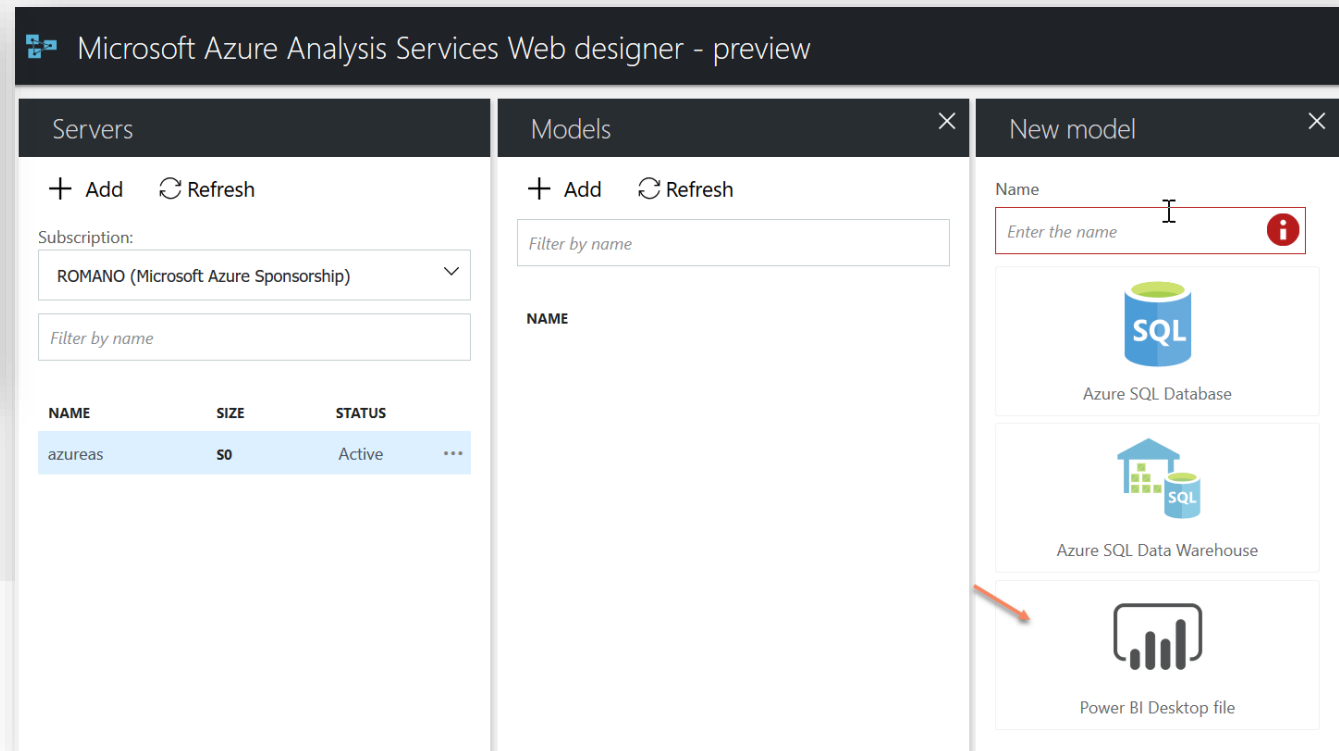 Microsoft Azure Analysis Services Web designer - preview
Servers
Add Refresh
Subscription:
ROMANO (Microsoft Azure Sponsorship)
Filter by name
NAME SIZE STATUS
azureas S0 Active
Models
Add Refresh
Filter by name
NAME
New model
Name
Enter the name
SQL
Azure SQL Database
SQL
Azure SQL Data Warehouse
Power BI Desktop file